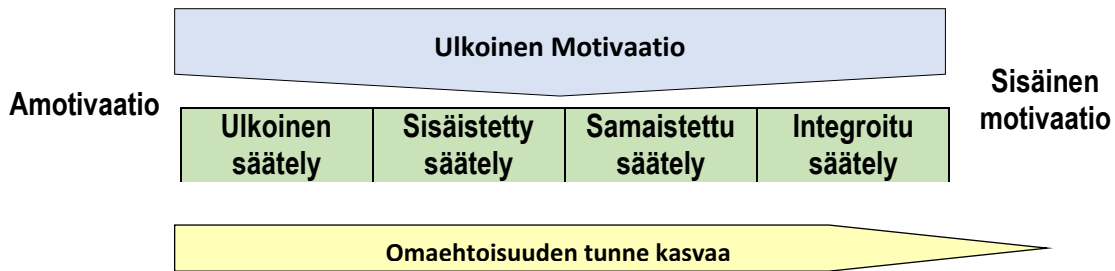 Ulkoinen Motivaatio
Amotivaatio
Sisäinen
motivaatio
Ulkoinen
säätely
Sisäistetty
säätely
Samaistettu
säätely
Integroitu
säätely
Omaehtoisuuden tunne kasvaa